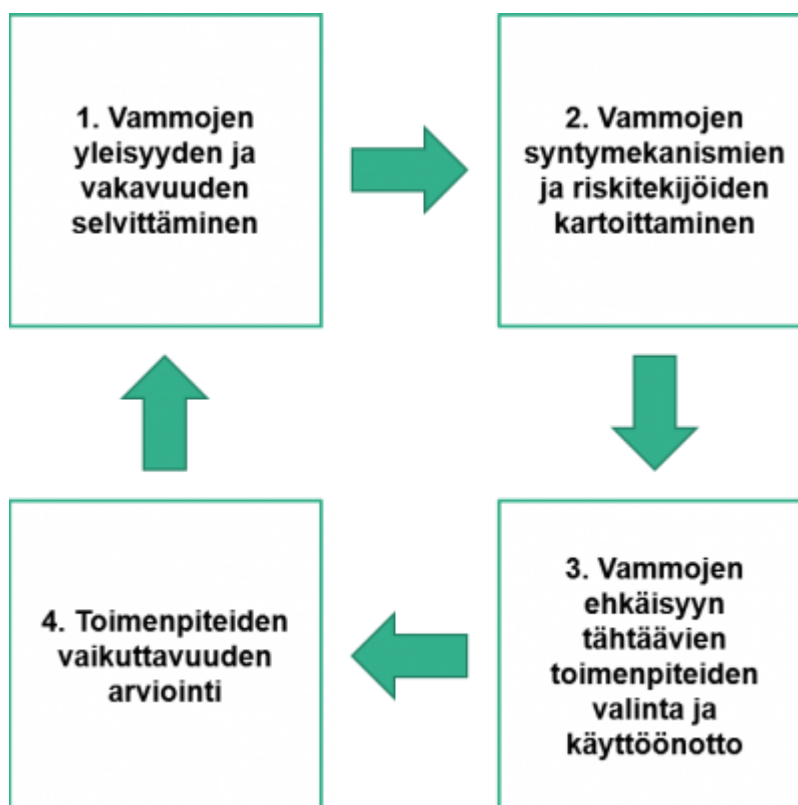 1. Vammojen
yleisyyden ja
vakavuuden
selvittäminen
2. Vammojen
syntymekanismien
ja riskitekijöiden
kartoittaminen
3. Vammojen
ehkäisyyn
tähtäävien
toimenpiteiden
valinta ja
käyttöönotto
4. Toimenpiteiden
vaikuttavuuden
arviointi